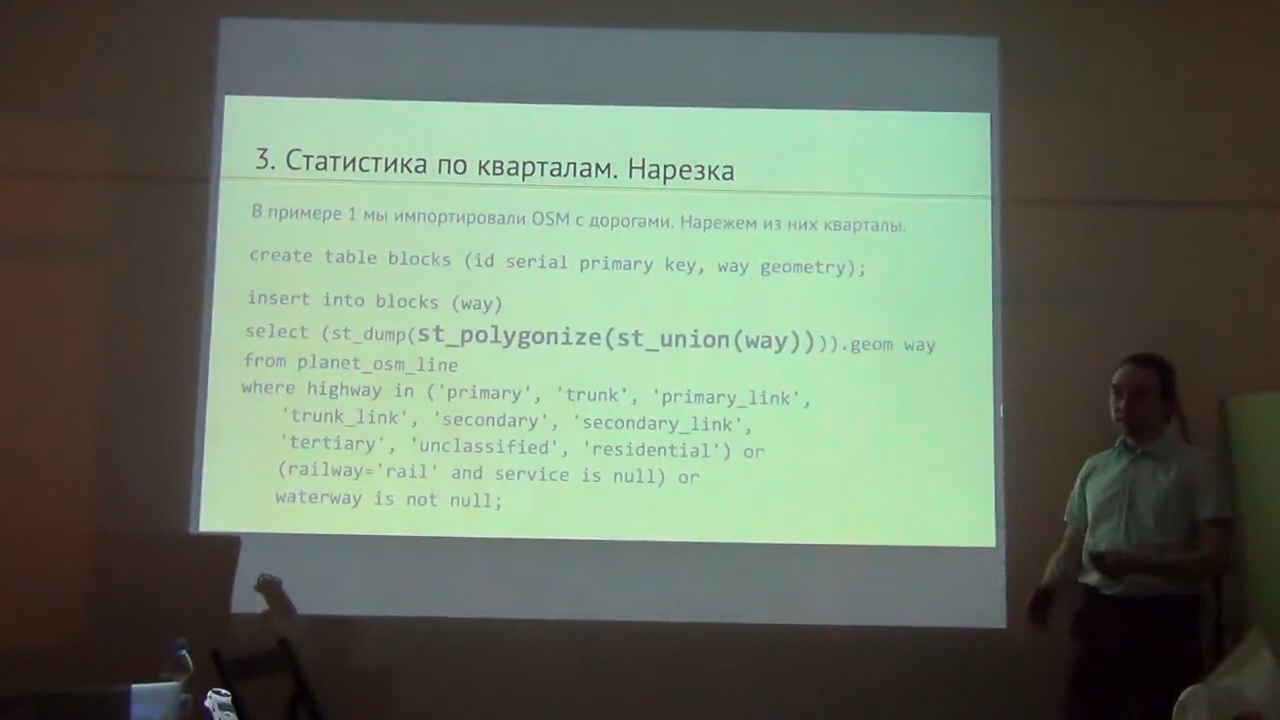 3. Статистика по кварталам. Нарезка
В примере 1 мы импортировали OSM с дорогами. Нарежем из них кварталы.
create table blocks (id serial primary key, way geometry);
insert into blocks (way)
select (st_dump(st_polygonize(st_union(way)))).geom way
from planet_osm_line
where highway in ('primary', 'trunk', 'primary_link',
'trunk_link', 'secondary', 'secondary_link',
'tertiary', 'unclassified', 'residential') or
(railway='rail' and service is null) or
waterway is not null;